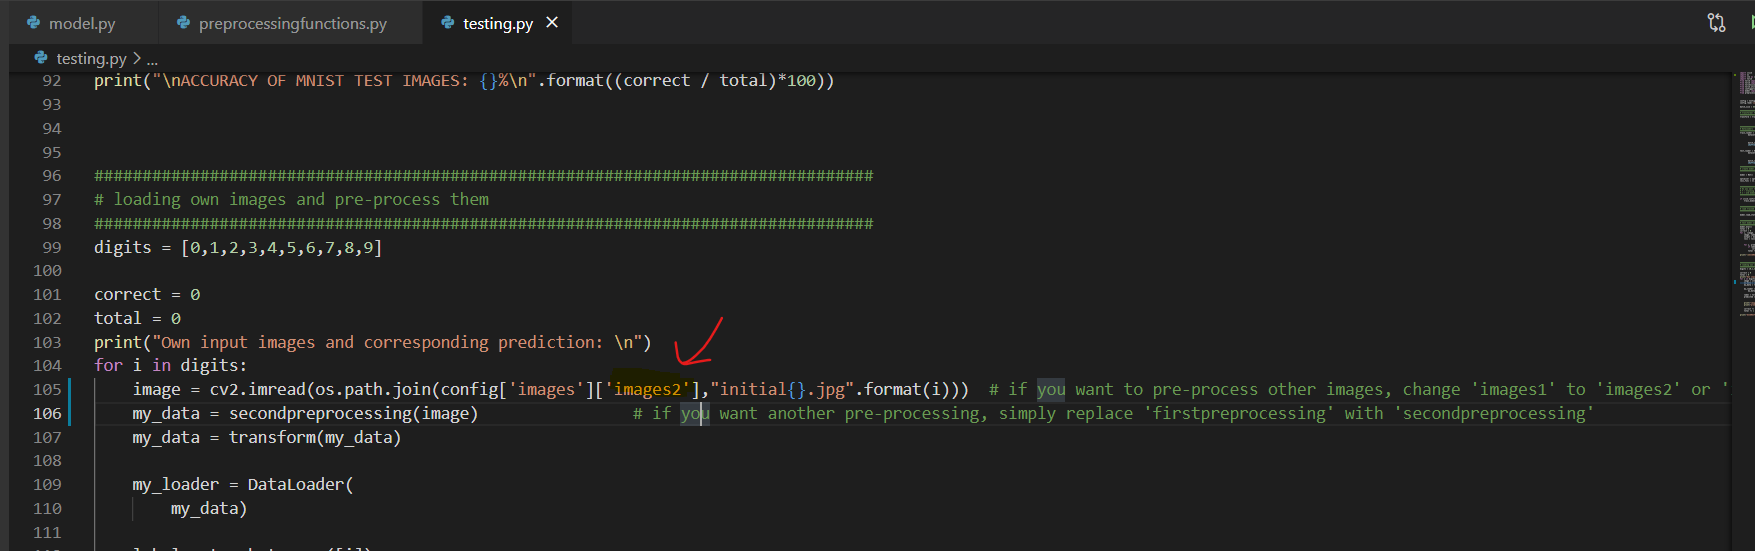 model.py preprocessingfunctions.py testing.py
testing.py > ...
92 print("\nACCURACY OF MNIST TEST IMAGES: {}%\n".format((correct / total)*100))
93
94
95
96 ################################################################################
97 # loading own images and pre-process them
98 ################################################################################
99 digits = [0,1,2,3,4,5,6,7,8,9]
100
101 correct = 0
102 total = 0
103 print("Own input images and corresponding prediction: \n")
104 for i in digits:
105 image = cv2.imread(os.path.join(config['images']['images2'],"initial{}.jpg".format(i))) # if you want to pre-process other images, change 'images1' to 'images2' or '
106 my_data = secondpreprocessing(image) # if you want another pre-processing, simply replace 'firstpreprocessing' with 'secondpreprocessing'
107 my_data = transform(my_data)
108
109 my_loader = DataLoader(
110 my_data)
111